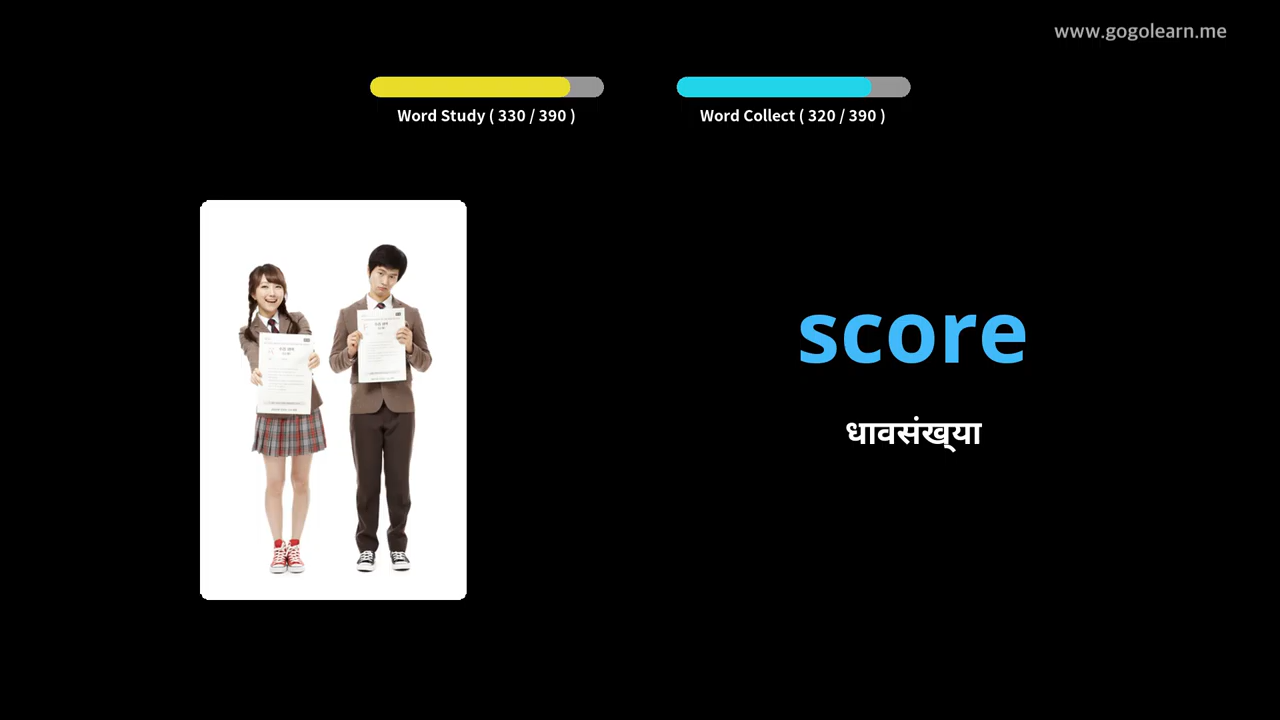 www.gogolearn.me
Word Study ( 330 / 390 )
Word Collect ( 320 / 390 )
score
धावसंख्या